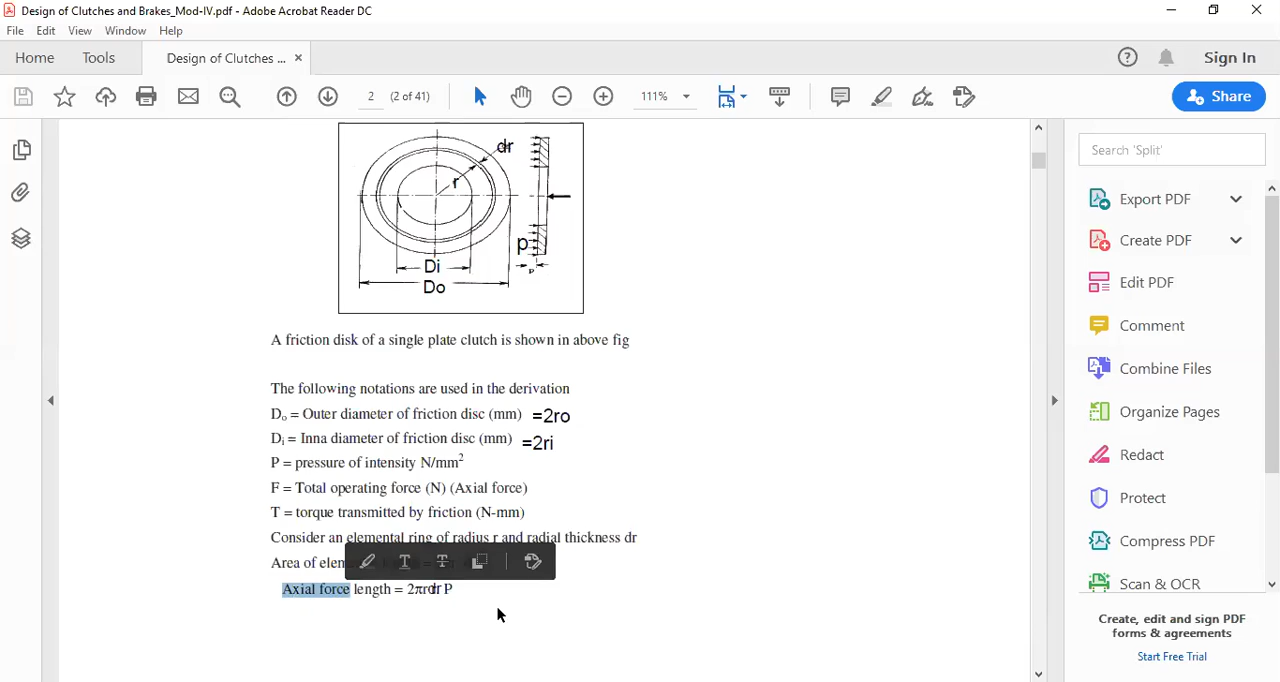 Design of Clutches and Brakes_Mod-IV.pdf - Adobe Acrobat Reader DC
File Edit View Window Help
Home Tools Design of Clutches ... × Sign In
2 (2 of 41) 111% Share
dr
r
p
P
Di
Do
A friction disk of a single plate clutch is shown in above fig
The following notations are used in the derivation
Dₒ = Outer diameter of friction disc (mm) =2ro
Dᵢ = Inna diameter of friction disc (mm) =2ri
P = pressure of intensity N/mm²
F = Total operating force (N) (Axial force)
T = torque transmitted by friction (N-mm)
Consider an elemental ring of radius r and radial thickness dr
Area of
Axial force length = 2πrdr P
Search 'Split'
Export PDF
Create PDF
Edit PDF
Comment
Combine Files
Organize Pages
Redact
Protect
Compress PDF
Scan & OCR
Create, edit and sign PDF
forms & agreements
Start Free Trial